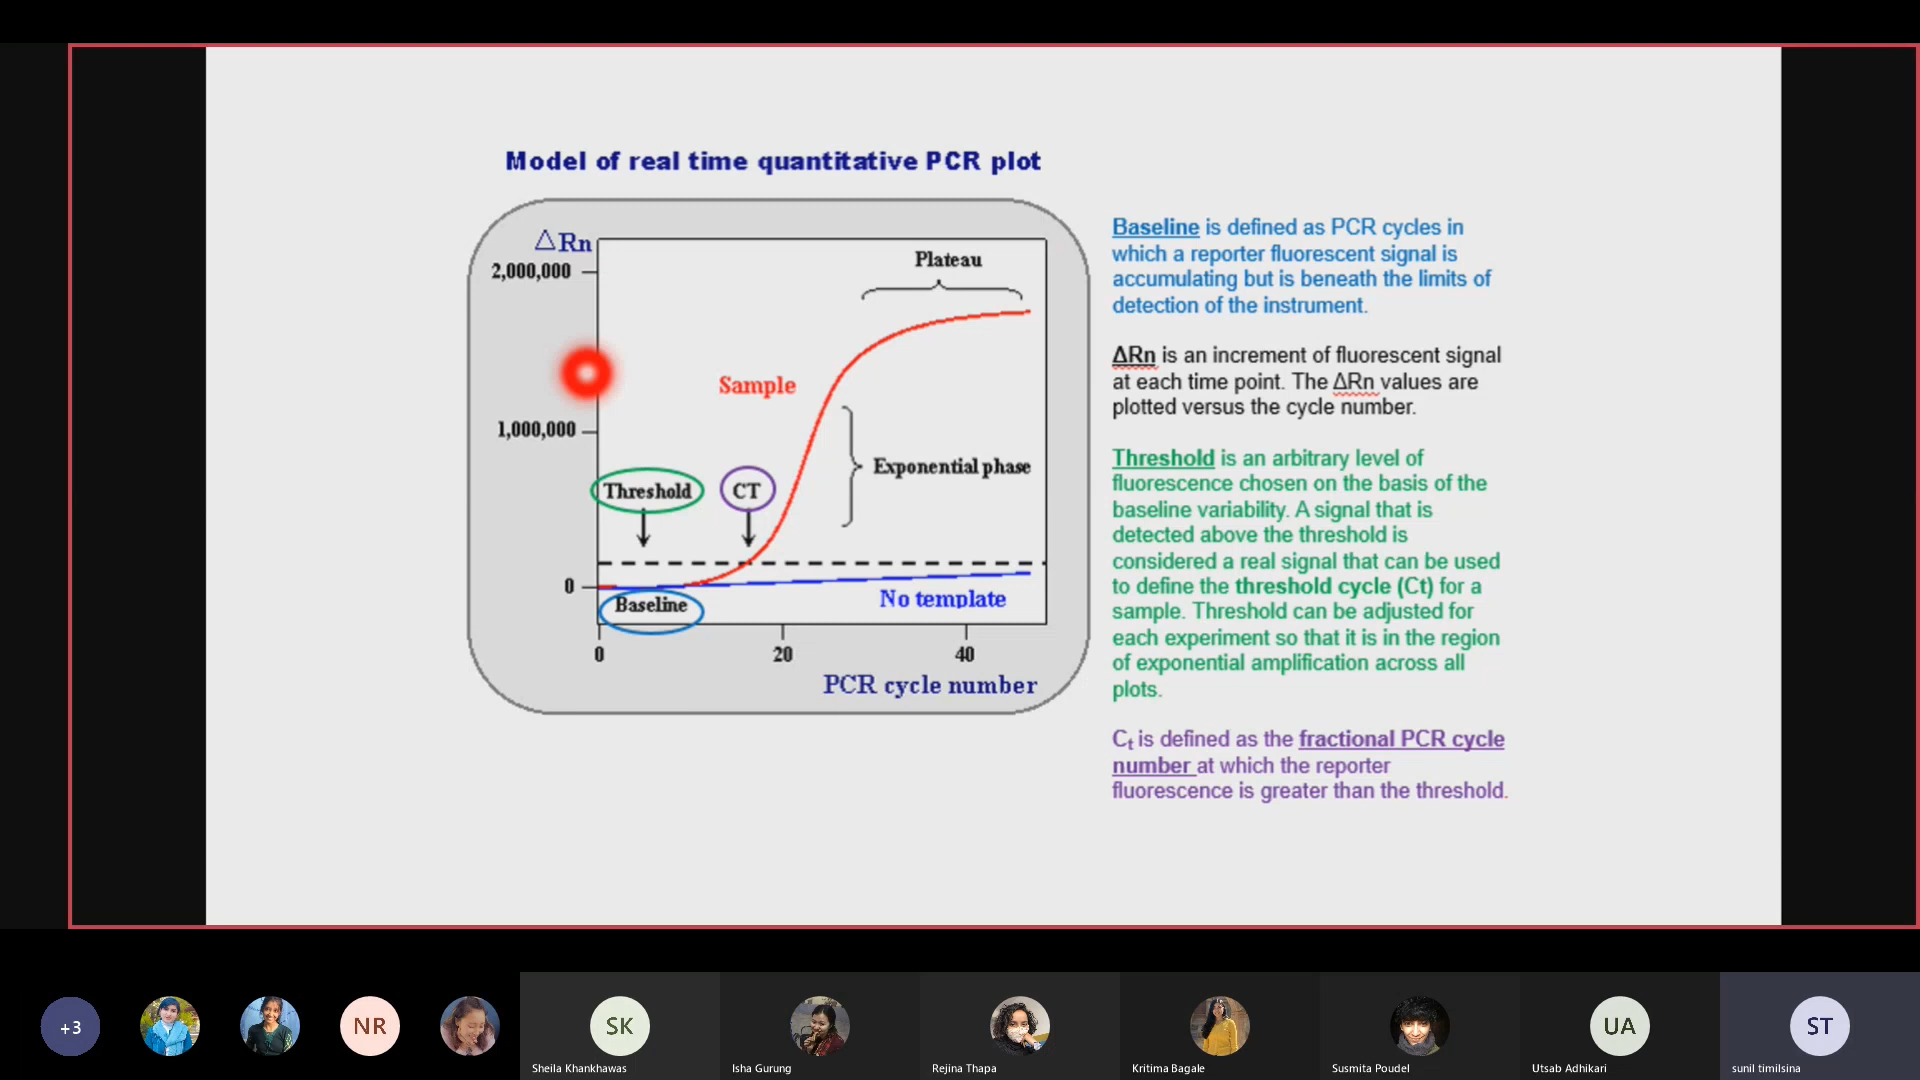 Model of real time quantitative PCR plot
△Rn
2,000,000
Plateau
Sample
1,000,000
Exponential phase
Threshold
CT
0
Baseline
No template
0
20
40
PCR cycle number
Baseline is defined as PCR cycles in
which a reporter fluorescent signal is
accumulating but is beneath the limits of
detection of the instrument.
ΔRn is an increment of fluorescent signal
at each time point. The ΔRn values are
plotted versus the cycle number.
Threshold is an arbitrary level of
fluorescence chosen on the basis of the
baseline variability. A signal that is
detected above the threshold is
considered a real signal that can be used
to define the threshold cycle (Ct) for a
sample. Threshold can be adjusted for
each experiment so that it is in the region
of exponential amplification across all
plots.
Ct is defined as the fractional PCR cycle
number at which the reporter
fluorescence is greater than the threshold.
+3
NR
SK
UA
ST
Sheila Khankhawas
Isha Gurung
Rejina Thapa
Kritima Bagale
Susmita Poudel
Utsab Adhikari
sunil timilsina